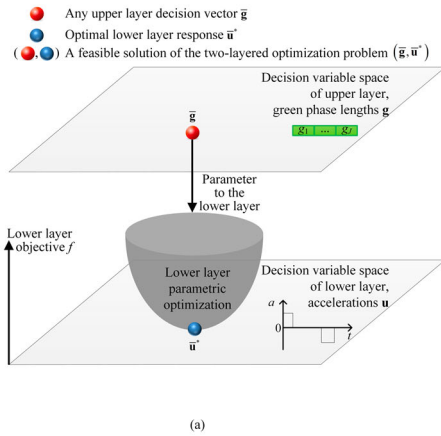 Any upper layer decision vector g̅
Optimal lower layer response u̅*
( , ) A feasible solution of the two-layered optimization problem (g̅, u̅*)
Decision variable space
of upper layer,
green phase lengths g
g̅
g₁ ... g_J
Parameter
to the
lower layer
Lower layer
objective f
Lower layer
parametric
optimization
Decision variable space
of lower layer,
accelerations u
a
0
t
u̅*
(a)